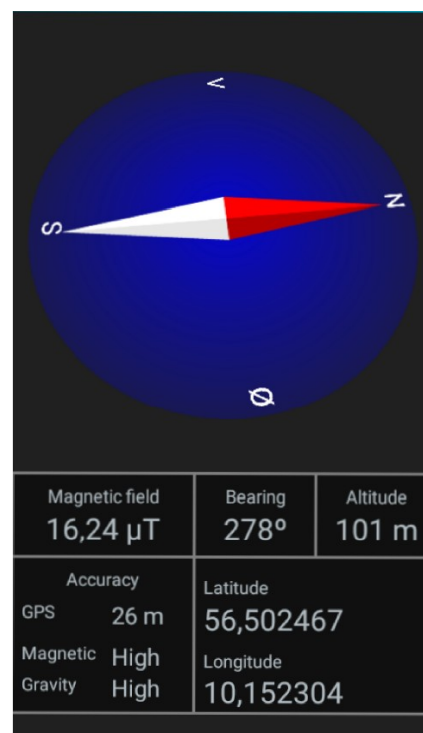 V
N
S
Ø
Magnetic field
16,24 µT
Bearing
278º
Altitude
101 m
Accuracy
GPS 26 m
Magnetic High
Gravity High
Latitude
56,502467
Longitude
10,152304